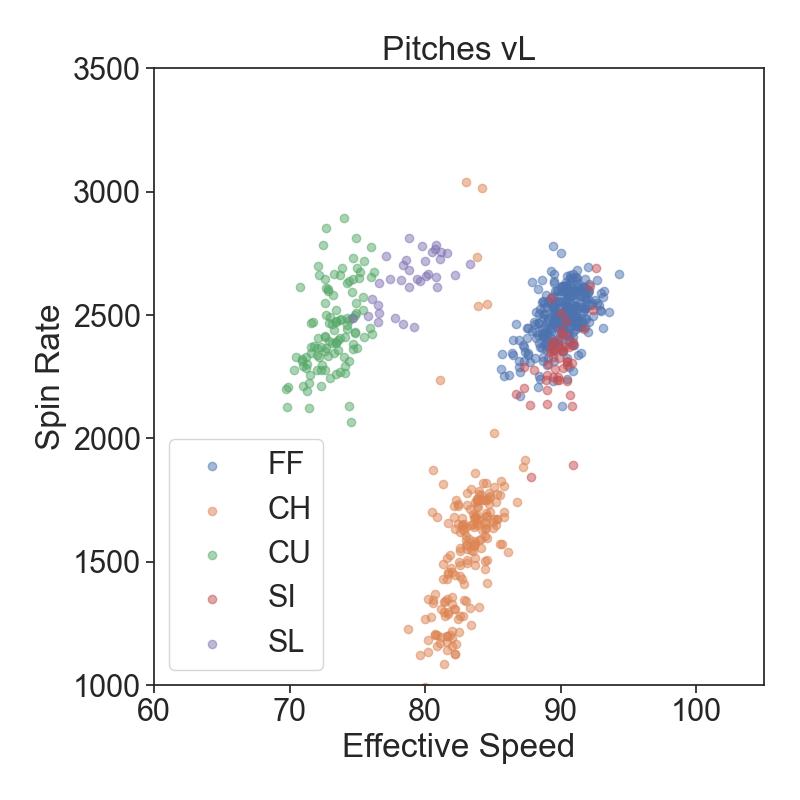 Pitches vL
3500
3000
2500
2000
1500
1000
Spin Rate
FF
CH
CU
SI
SL
60 70 80 90 100
Effective Speed